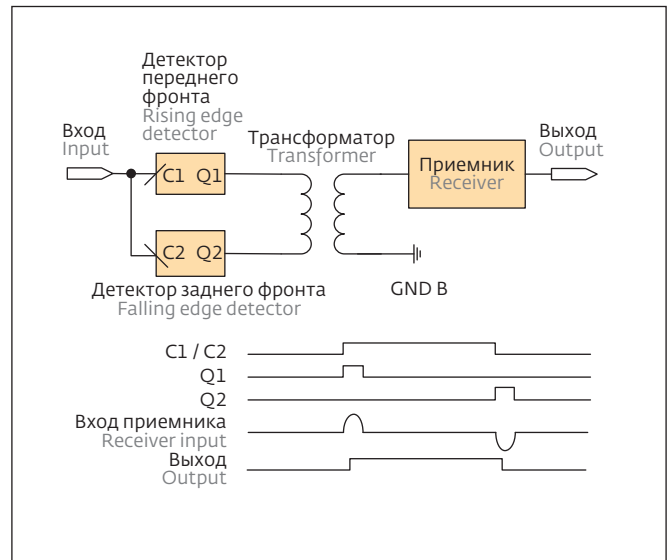 Детектор
переднего
фронта
Rising edge
detector
Вход
Input
Трансформатор
Transformer
Приемник
Receiver
Выход
Output
C1 Q1
C2 Q2
Детектор заднего фронта
Falling edge detector
GND B
C1 / C2
Q1
Q2
Вход приемника
Receiver input
Выход
Output